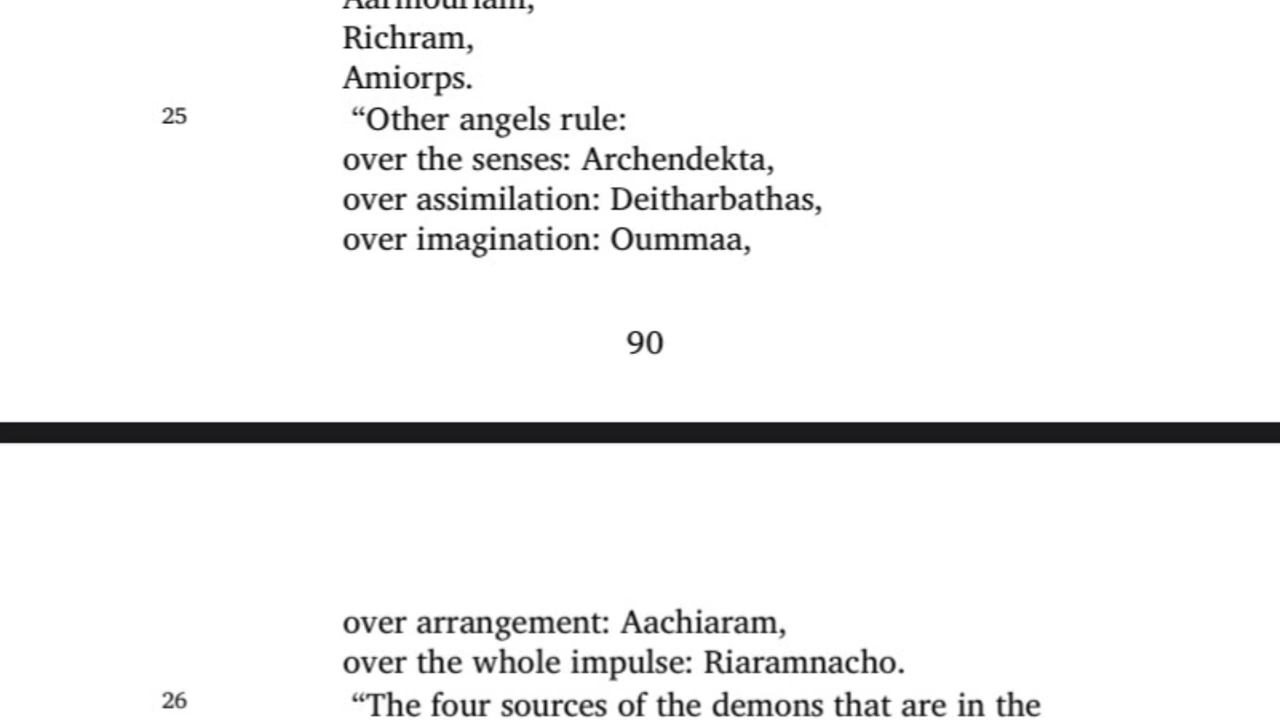 Richram,
Amiorps.
25 “Other angels rule:
over the senses: Archendekta,
over assimilation: Deitharbathas,
over imagination: Oummaa,
90
over arrangement: Aachiaram,
over the whole impulse: Riaramnacho.
26 “The four sources of the demons that are in the